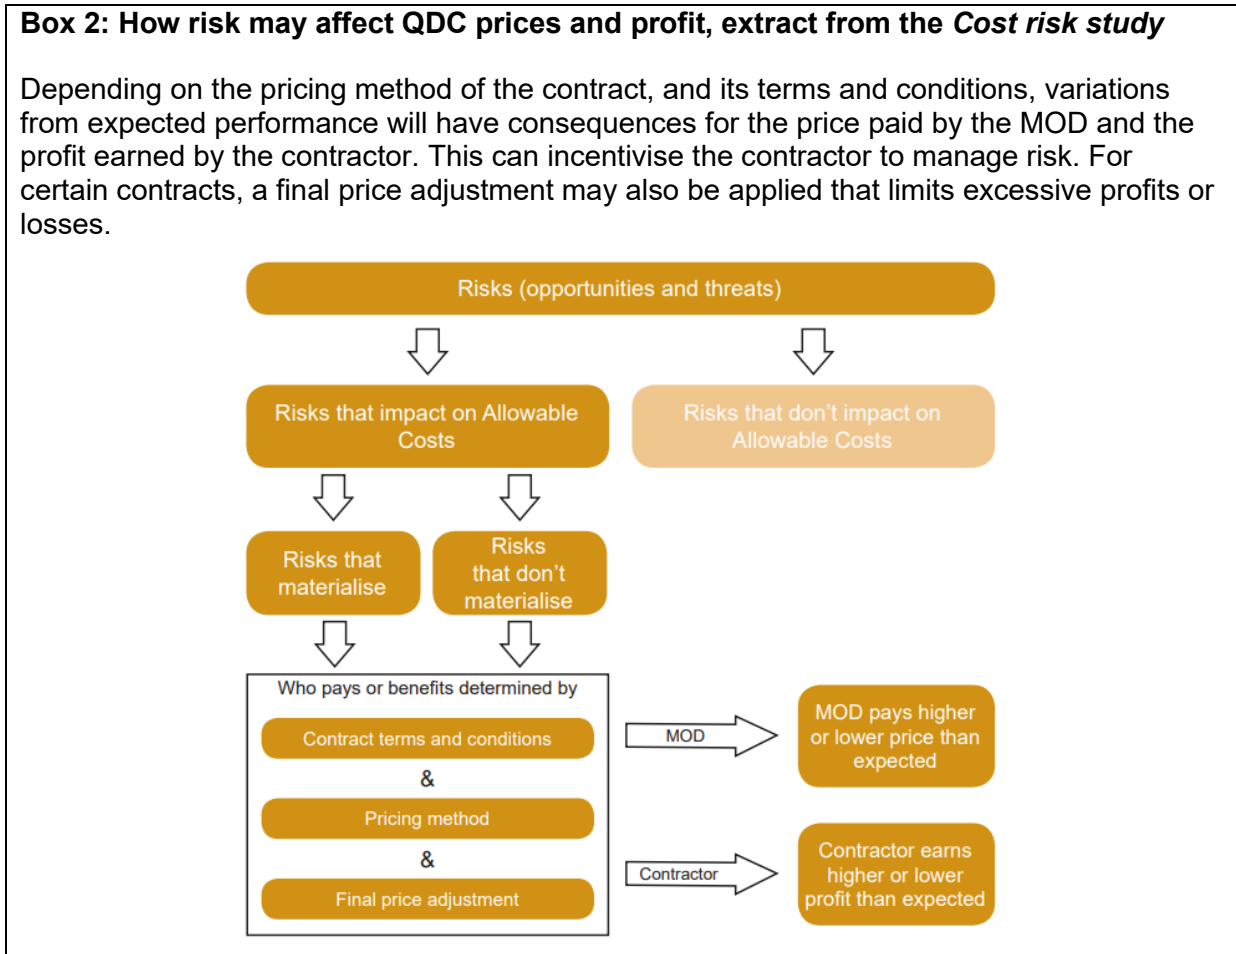 Box 2: How risk may affect QDC prices and profit, extract from the Cost risk study
Depending on the pricing method of the contract, and its terms and conditions, variations
from expected performance will have consequences for the price paid by the MOD and the
profit earned by the contractor. This can incentivise the contractor to manage risk. For
certain contracts, a final price adjustment may also be applied that limits excessive profits or
losses.
Risks (opportunities and threats)
Risks that impact on Allowable
Costs
Risks that don't impact on
Allowable Costs
Risks that
materialise
Risks
that don't
materialise
Who pays or benefits determined by
Contract terms and conditions
&
Pricing method
&
Final price adjustment
MOD
MOD pays higher
or lower price than
expected
Contractor
Contractor earns
higher or lower
profit than expected